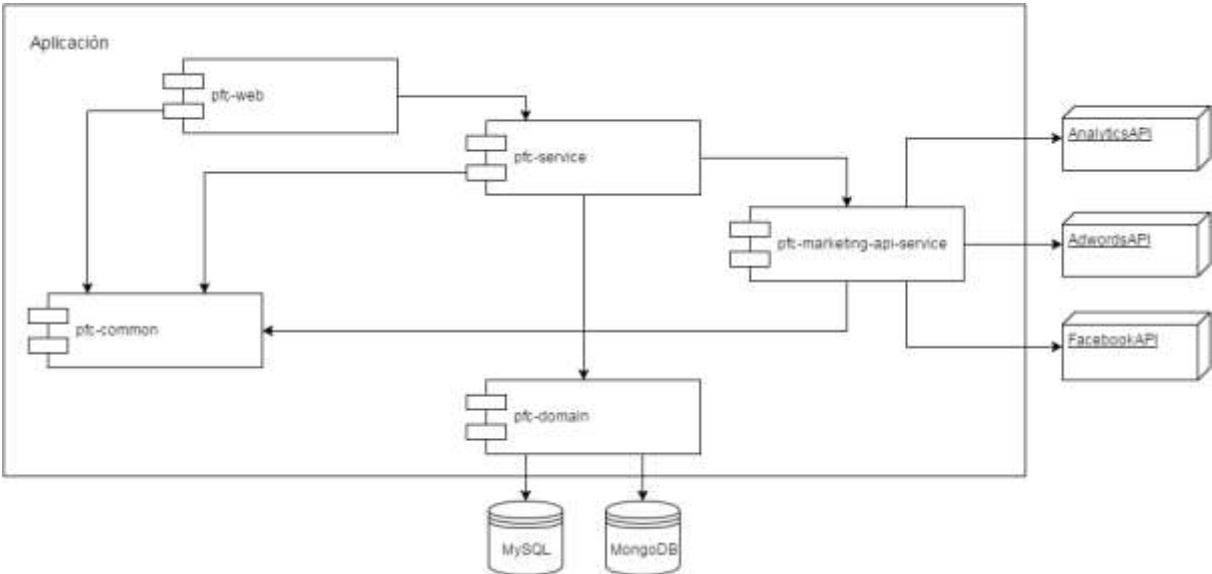 Aplicación
pfc-web
pfc-service
AnalyticsAPI
pfc-marketing-api-service
AdwordsAPI
pfc-common
FacebookAPI
pfc-domain
MySQL
MongoDB